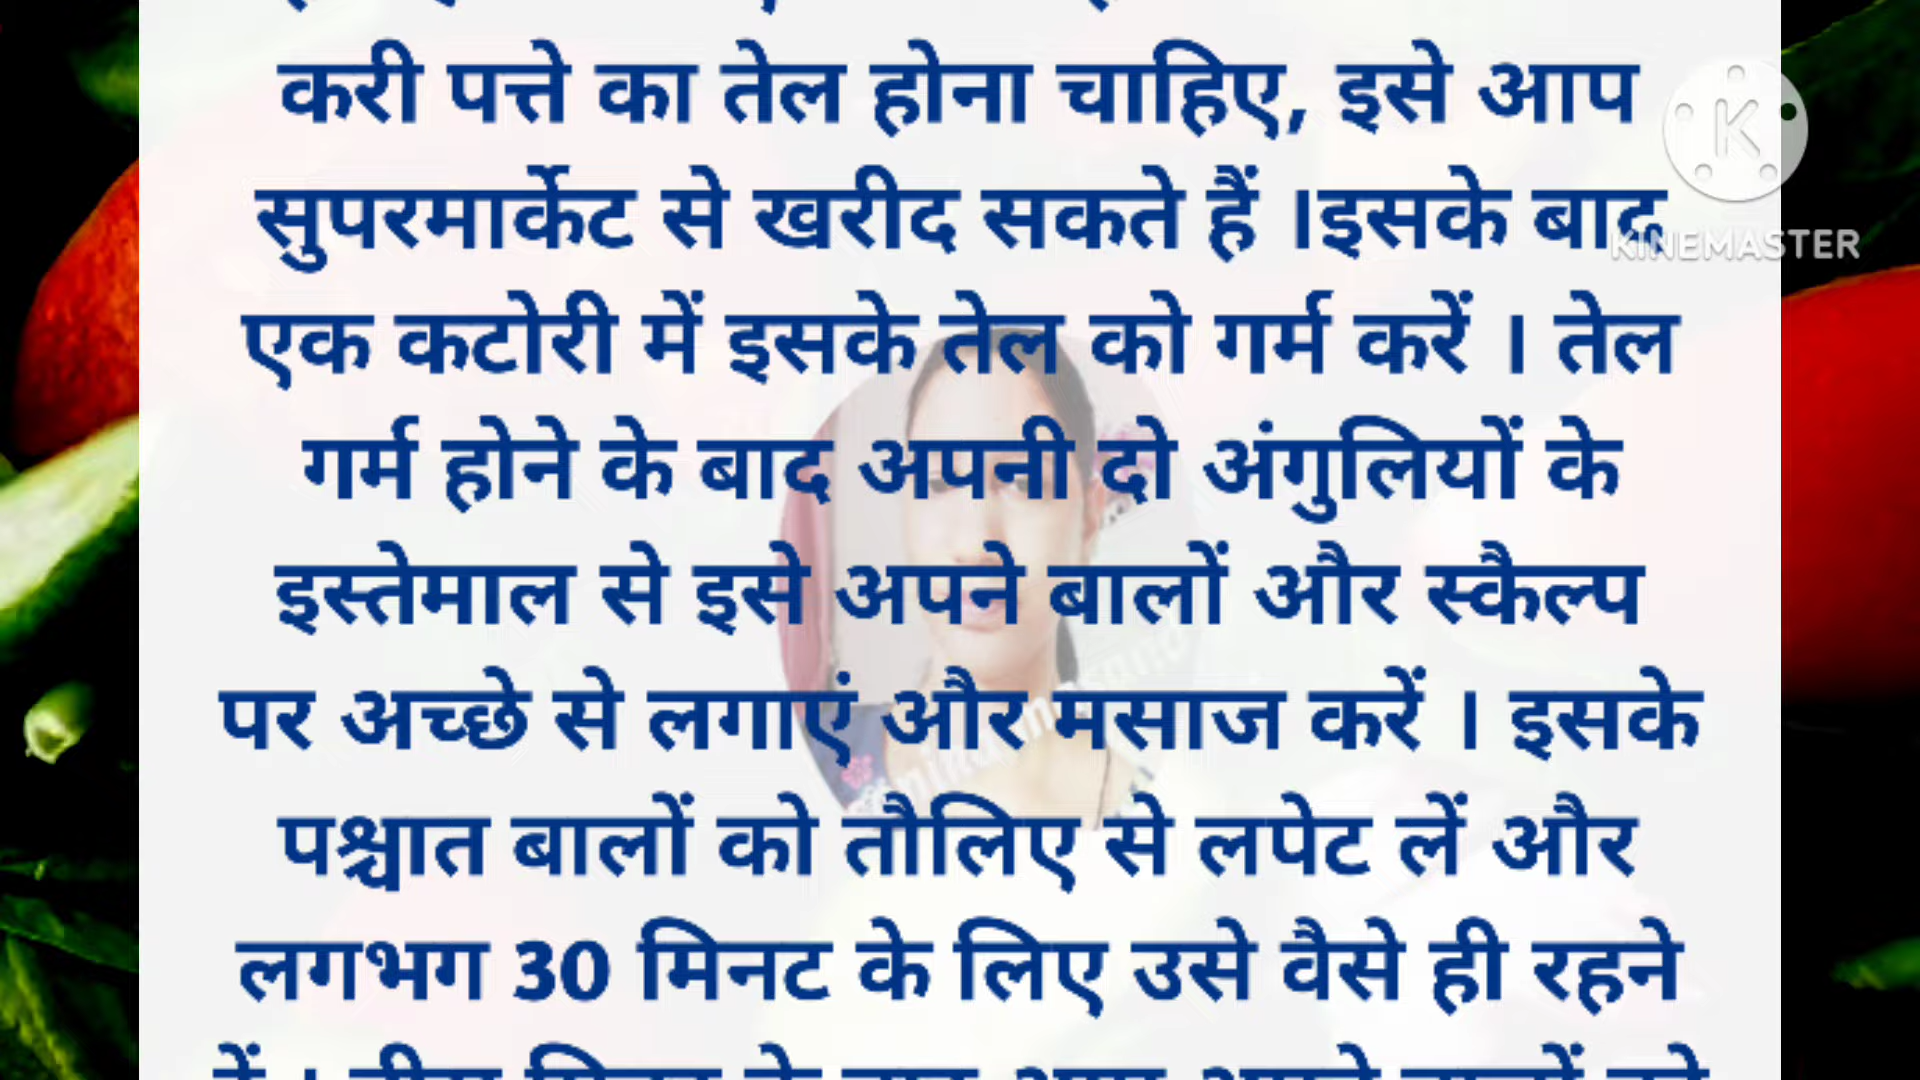 करी पत्ते का तेल होना चाहिए, इसे आप
सुपरमार्केट से खरीद सकते हैं ।इसके बाद
एक कटोरी में इसके तेल को गर्म करें । तेल
गर्म होने के बाद अपनी दो अंगुलियों के
इस्तेमाल से इसे अपने बालों और स्कैल्प
पर अच्छे से लगाएं और मसाज करें । इसके
पश्चात बालों को तौलिए से लपेट लें और
लगभग 30 मिनट के लिए उसे वैसे ही रहने
K
KINEMASTER